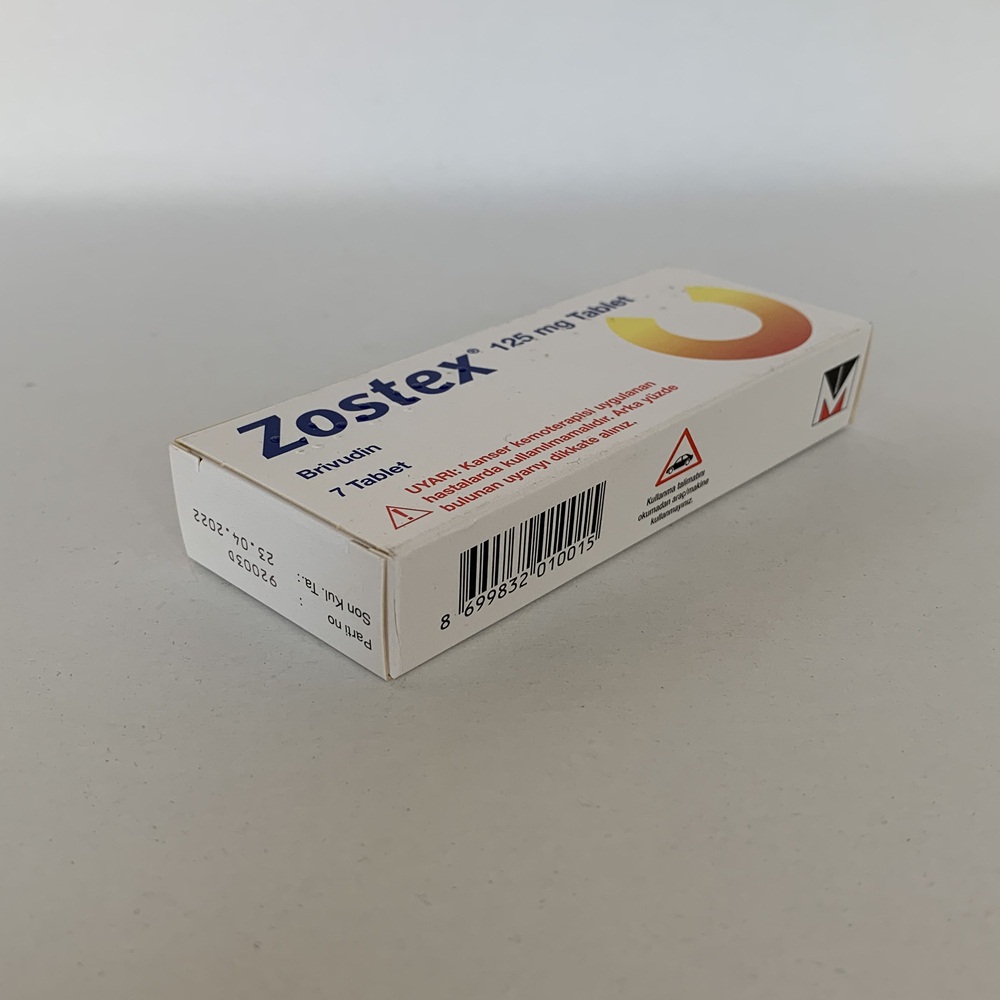 Zostex® 125 mg Tablet
Brivudin
7 Tablet
UYARI: Kanser kemoterapisi uygulanan
hastalarda kullanılmamalıdır. Arka yüzde
bulunan uyarıyı dikkate alınız.
8 699832 010015
Kullanma talimatını
okumadan araç/makine
kullanmayınız.
Parti no : 92003D
Son Kul. Ta.: 23.04.2022